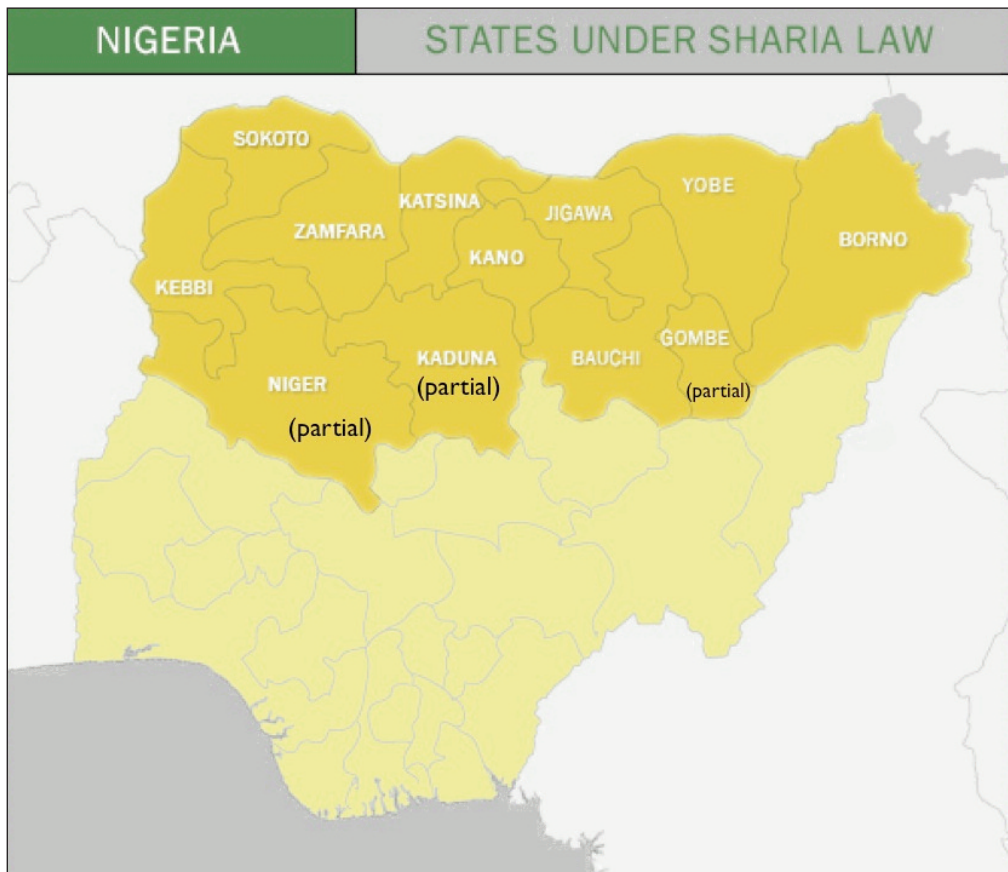 NIGERIA
STATES UNDER SHARIA LAW
SOKOTO
KATSINA
YOBE
JIGAWA
ZAMFARA
BORNO
KANO
KEBBI
GOMBE
KADUNA
BAUCHI
(partial)
NIGER
(partial)
(partial)